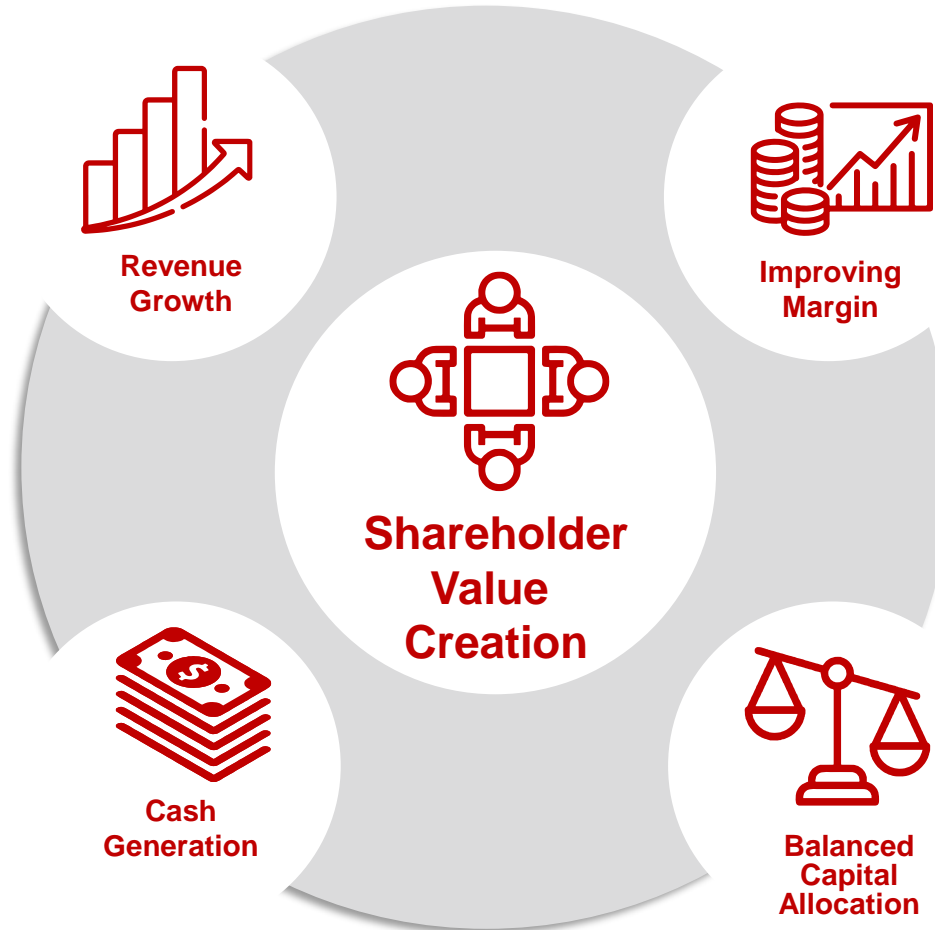 Revenue
Growth
Improving
Margin
Shareholder
Value
Creation
$
Cash
Generation
Balanced
Capital
Allocation